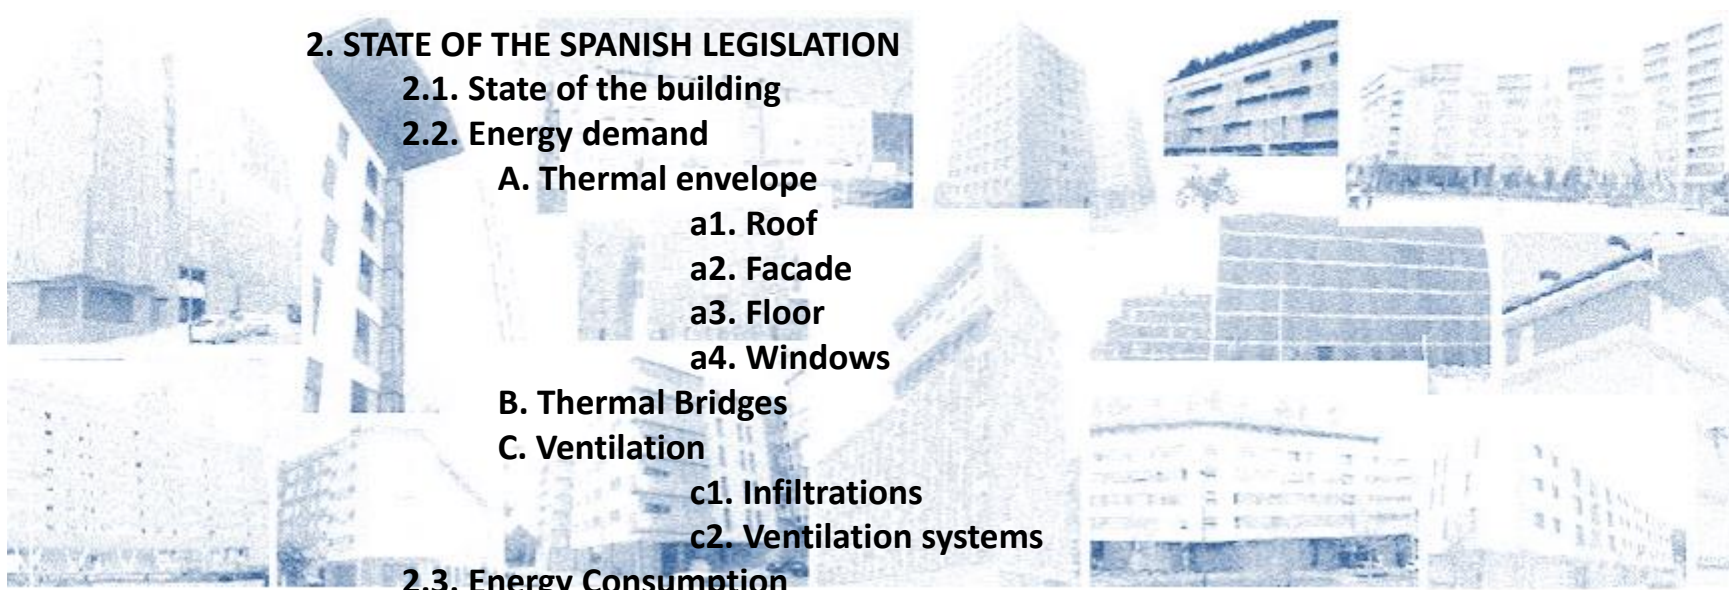 2. STATE OF THE SPANISH LEGISLATION
2.1. State of the building
2.2. Energy demand
A. Thermal envelope
a1. Roof
a2. Facade
a3. Floor
a4. Windows
B. Thermal Bridges
C. Ventilation
c1. Infiltrations
c2. Ventilation systems
2.3. Energy Consumption